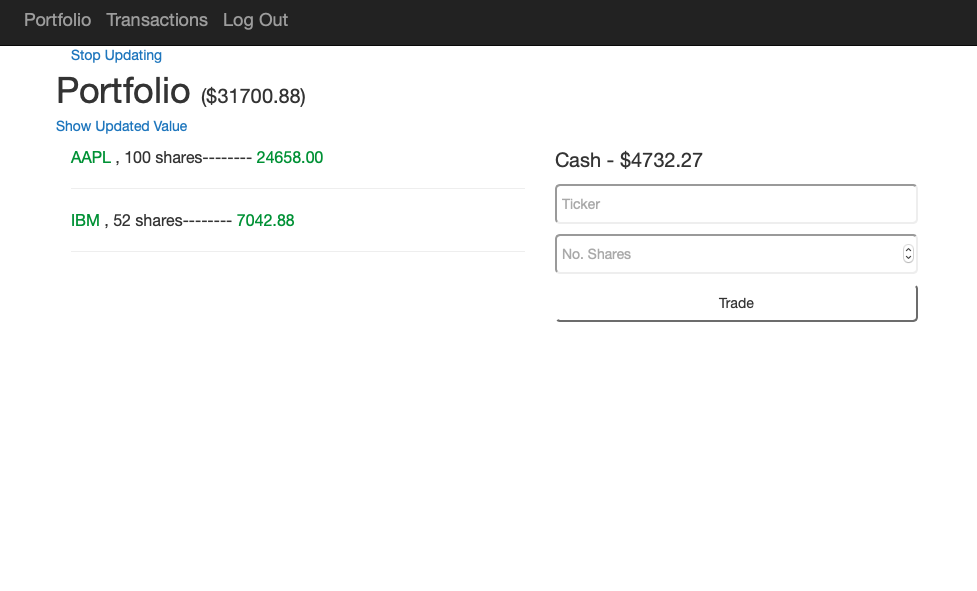 Portfolio Transactions Log Out
Stop Updating
Portfolio ($31700.88)
Show Updated Value
AAPL , 100 shares-------- 24658.00
IBM , 52 shares-------- 7042.88
Cash - $4732.27
Ticker
No. Shares
Trade